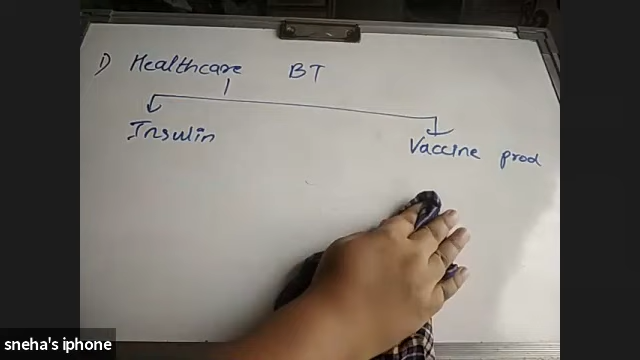 1) Healthcare BT
Insulin
Vaccine prod
sneha's iphone